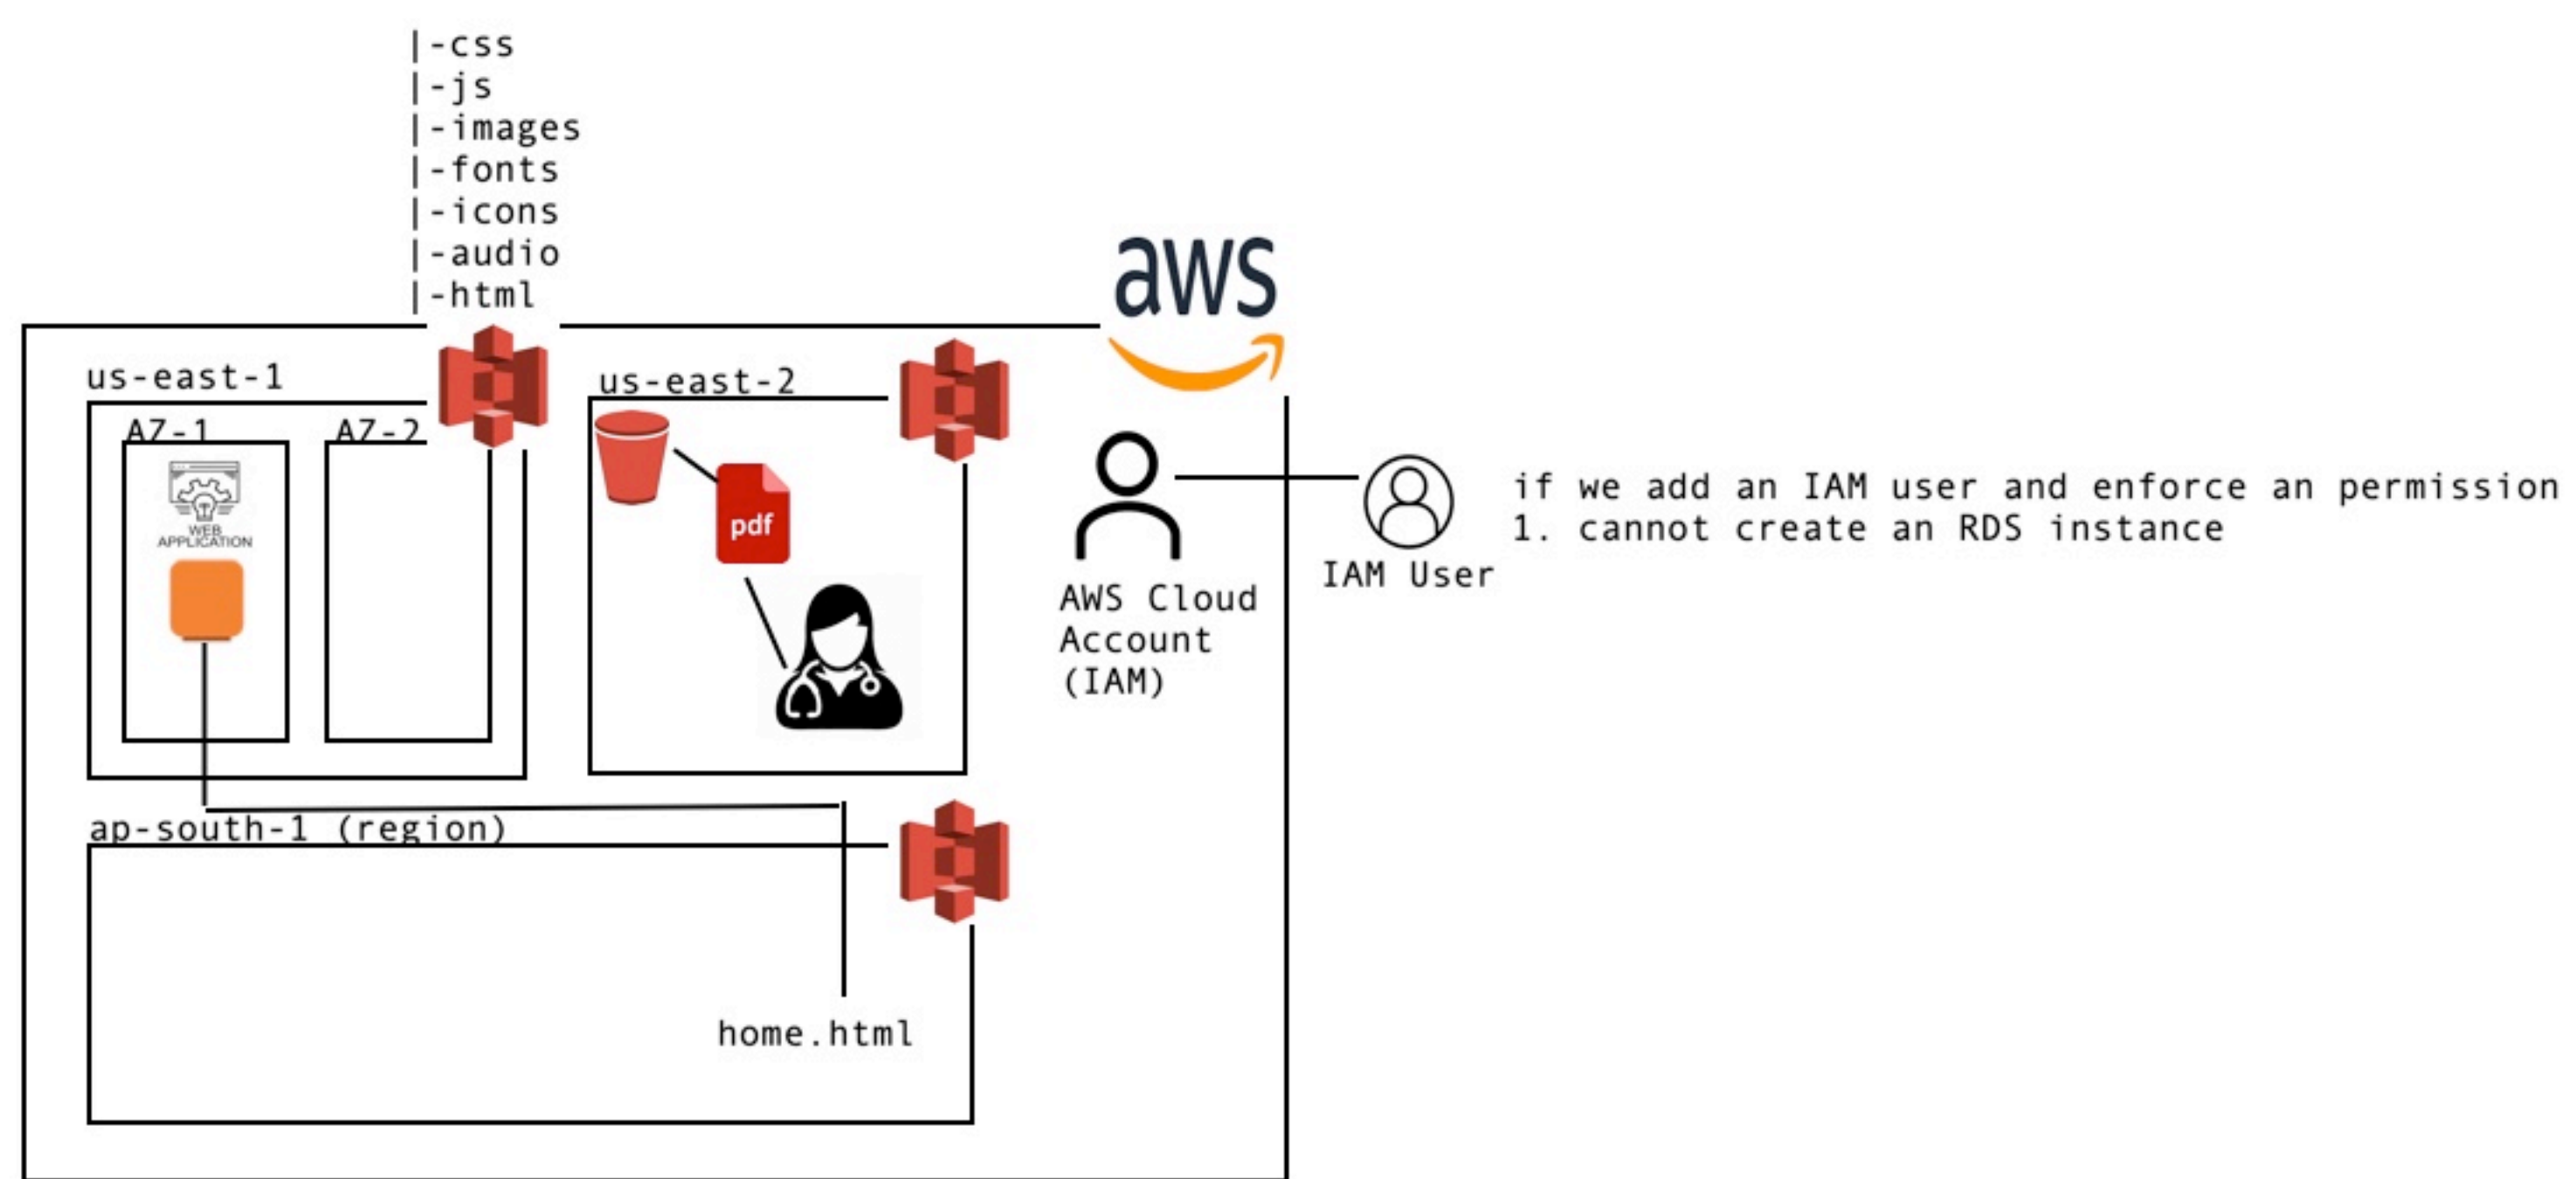 |-css
|-js
|-images
|-fonts
|-icons
|-audio
|-html
aws
us-east-1
us-east-2
AZ-1
AZ-2
WEB
APPLICATION
pdf
if we add an IAM user and enforce an permission
1. cannot create an RDS instance
IAM User
AWS Cloud
Account
(IAM)
ap-south-1 (region)
home.html